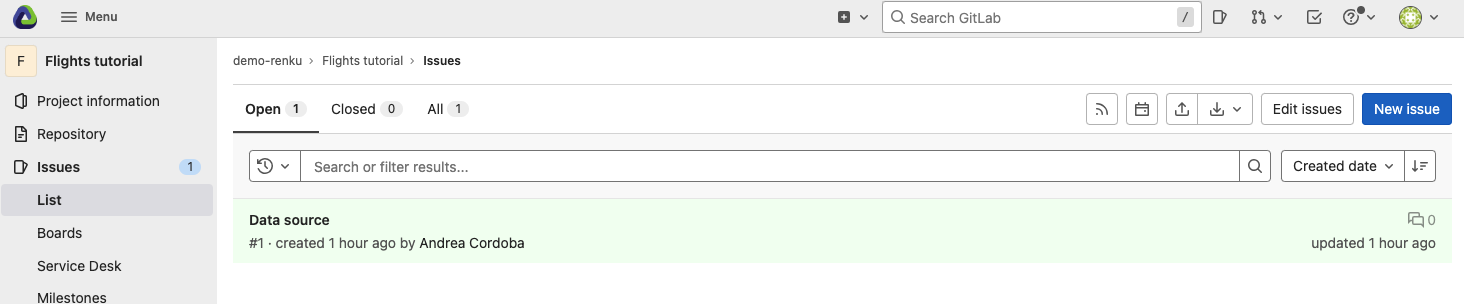 Menu
Search GitLab /
F Flights tutorial
Project information
Repository
Issues 1
List
Boards
Service Desk
Milestones
demo-renku › Flights tutorial › Issues
Open 1 Closed 0 All 1
Edit issues New issue
Search or filter results...
Created date
Data source
0
#1 · created 1 hour ago by Andrea Cordoba
updated 1 hour ago